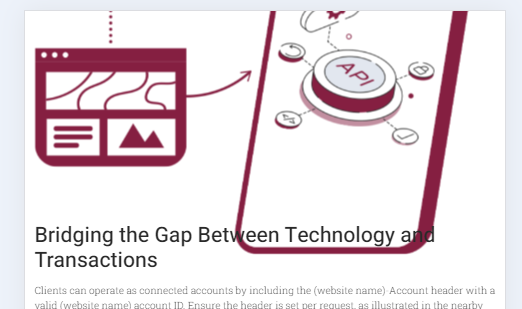 API
Bridging the Gap Between Technology and
Transactions
Clients can operate as connected accounts by including the (website name)-Account header with a
valid (website name) account ID. Ensure the header is set per request, as illustrated in the nearby